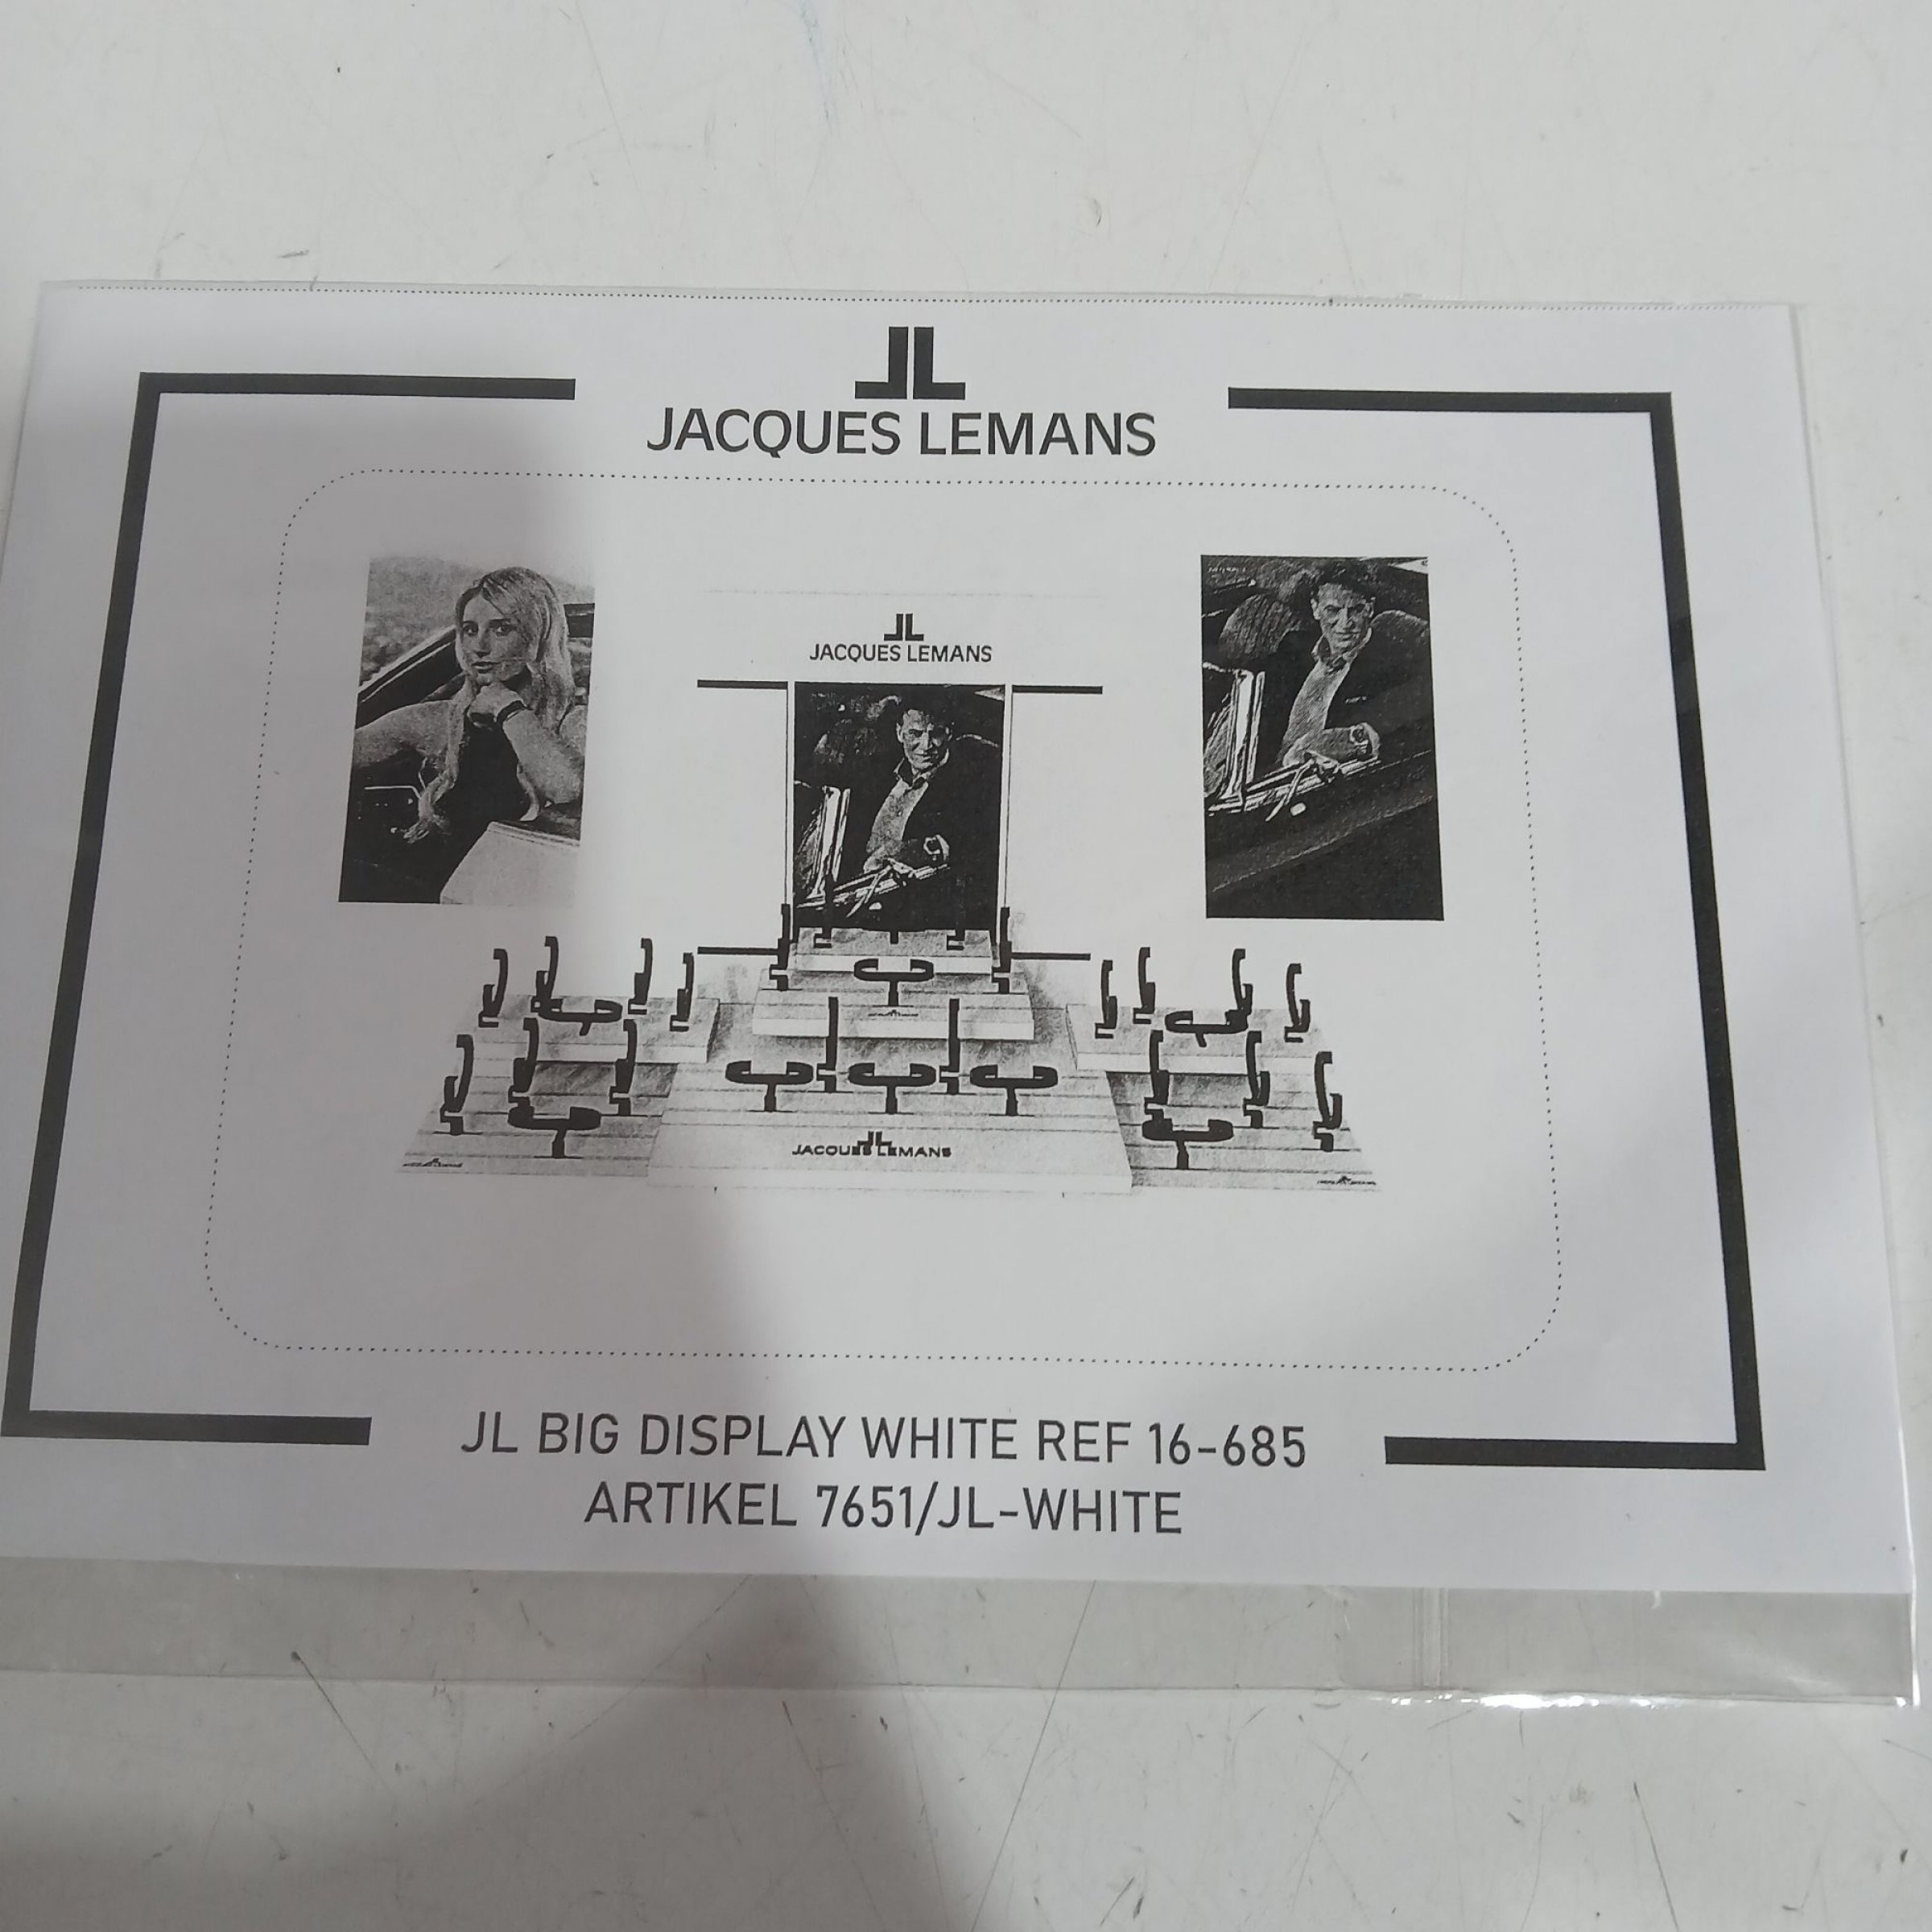 JL
JACQUES LEMANS
JL
JACQUES LEMANS
JL
JACQUES LEMANS
JL BIG DISPLAY WHITE REF 16-685
ARTIKEL 7651/JL-WHITE